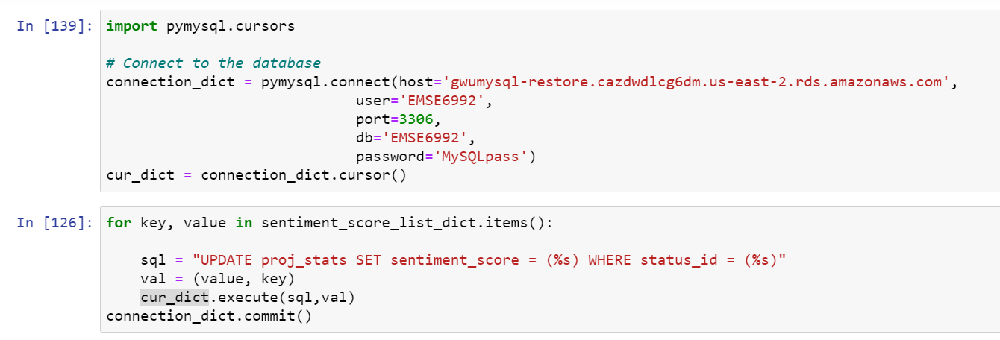 In [139]: import pymysql.cursors
# Connect to the database
connection_dict = pymysql.connect(host='gwumysql-restore.cazdwdlcg6dm.us-east-2.rds.amazonaws.com',
user='EMSE6992',
port=3306,
db='EMSE6992',
password='MySQLpass')
cur_dict = connection_dict.cursor()
In [126]: for key, value in sentiment_score_list_dict.items():
sql = "UPDATE proj_stats SET sentiment_score = (%s) WHERE status_id = (%s)"
val = (value, key)
cur_dict.execute(sql,val)
connection_dict.commit()